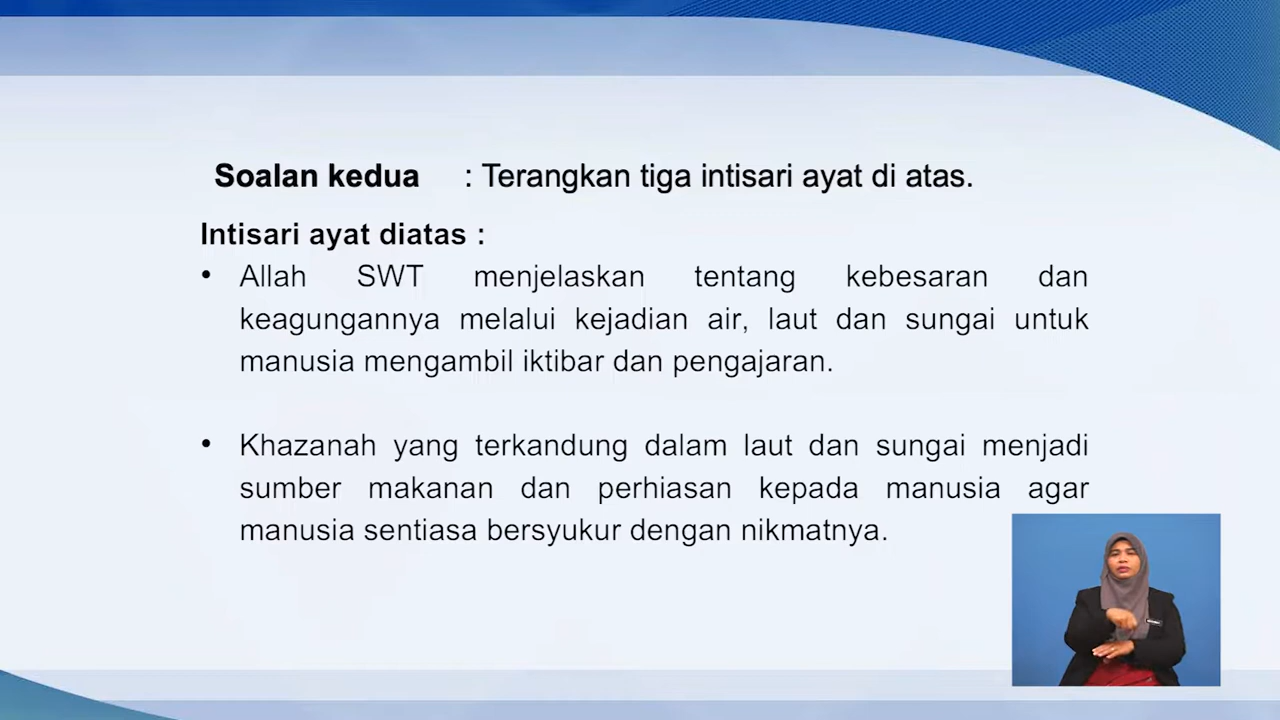 Soalan kedua : Terangkan tiga intisari ayat di atas.
Intisari ayat diatas :
• Allah SWT menjelaskan tentang kebesaran dan
keagungannya melalui kejadian air, laut dan sungai untuk
manusia mengambil iktibar dan pengajaran.
• Khazanah yang terkandung dalam laut dan sungai menjadi
sumber makanan dan perhiasan kepada manusia agar
manusia sentiasa bersyukur dengan nikmatnya.